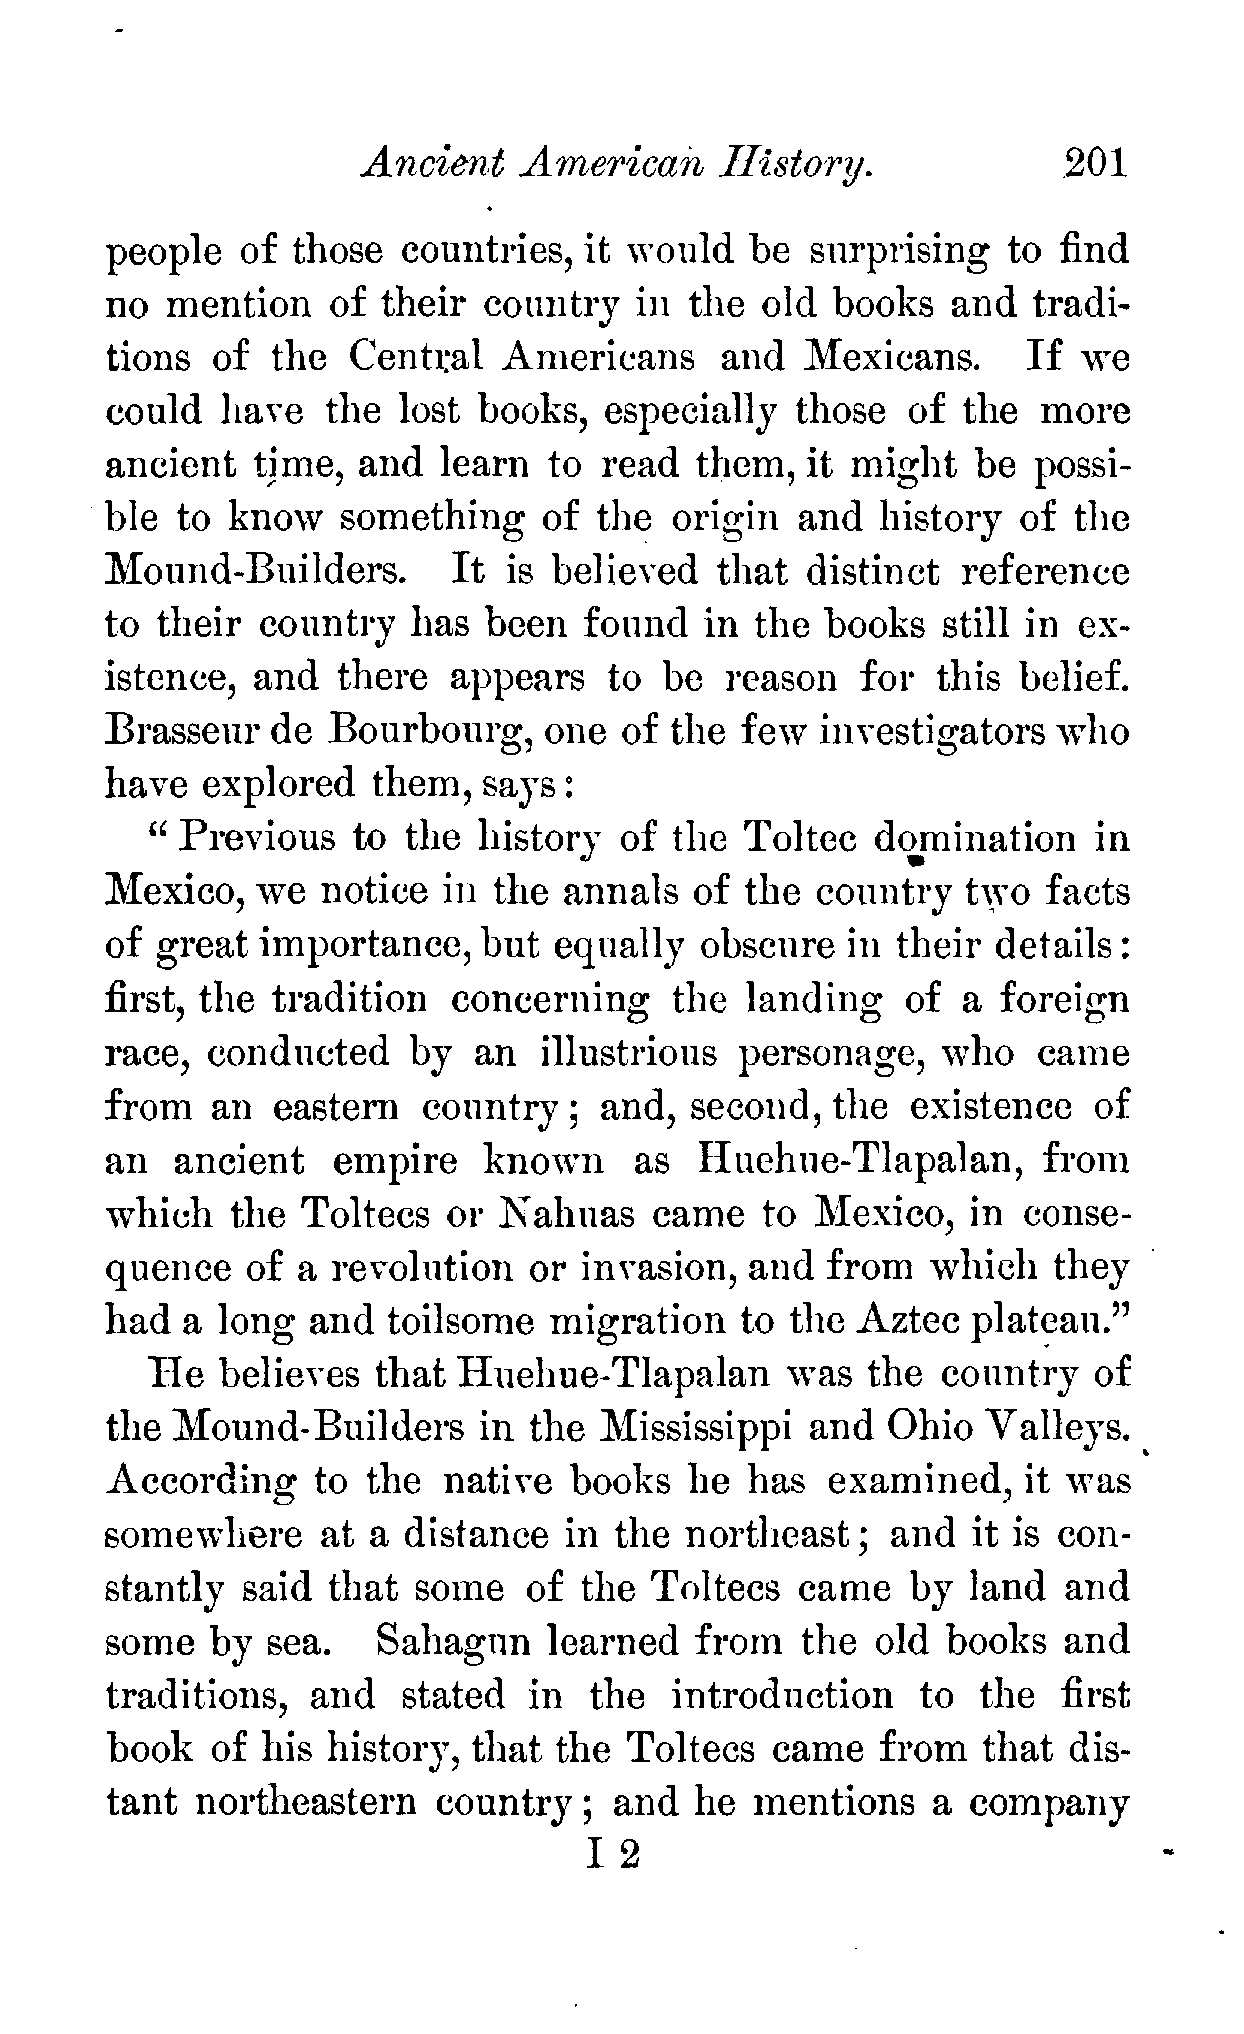 Ancient American History. 201
people of those countries, it would be surprising to find
no mention of their country in the old books and tradi-
tions of the Central Americans and Mexicans. If we
could have the lost books, especially those of the more
ancient time, and learn to read them, it might be possi-
ble to know something of the origin and history of the
Mound-Builders. It is believed that distinct reference
to their country has been found in the books still in ex-
istence, and there appears to be reason for this belief.
Brasseur de Bourbourg, one of the few investigators who
have explored them, says:
“Previous to the history of the Toltec domination in
Mexico, we notice in the annals of the country two facts
of great importance, but equally obscure in their details:
first, the tradition concerning the landing of a foreign
race, conducted by an illustrious personage, who came
from an eastern country; and, second, the existence of
an ancient empire known as Huehue-Tlapalan, from
which the Toltecs or Nahuas came to Mexico, in conse-
quence of a revolution or invasion, and from which they
had a long and toilsome migration to the Aztec plateau.”
He believes that Huehue-Tlapalan was the country of
the Mound-Builders in the Mississippi and Ohio Valleys.
According to the native books he has examined, it was
somewhere at a distance in the northeast; and it is con-
stantly said that some of the Toltecs came by land and
some by sea. Sahagun learned from the old books and
traditions, and stated in the introduction to the first
book of his history, that the Toltecs came from that dis-
tant northeastern country; and he mentions a company
I 2